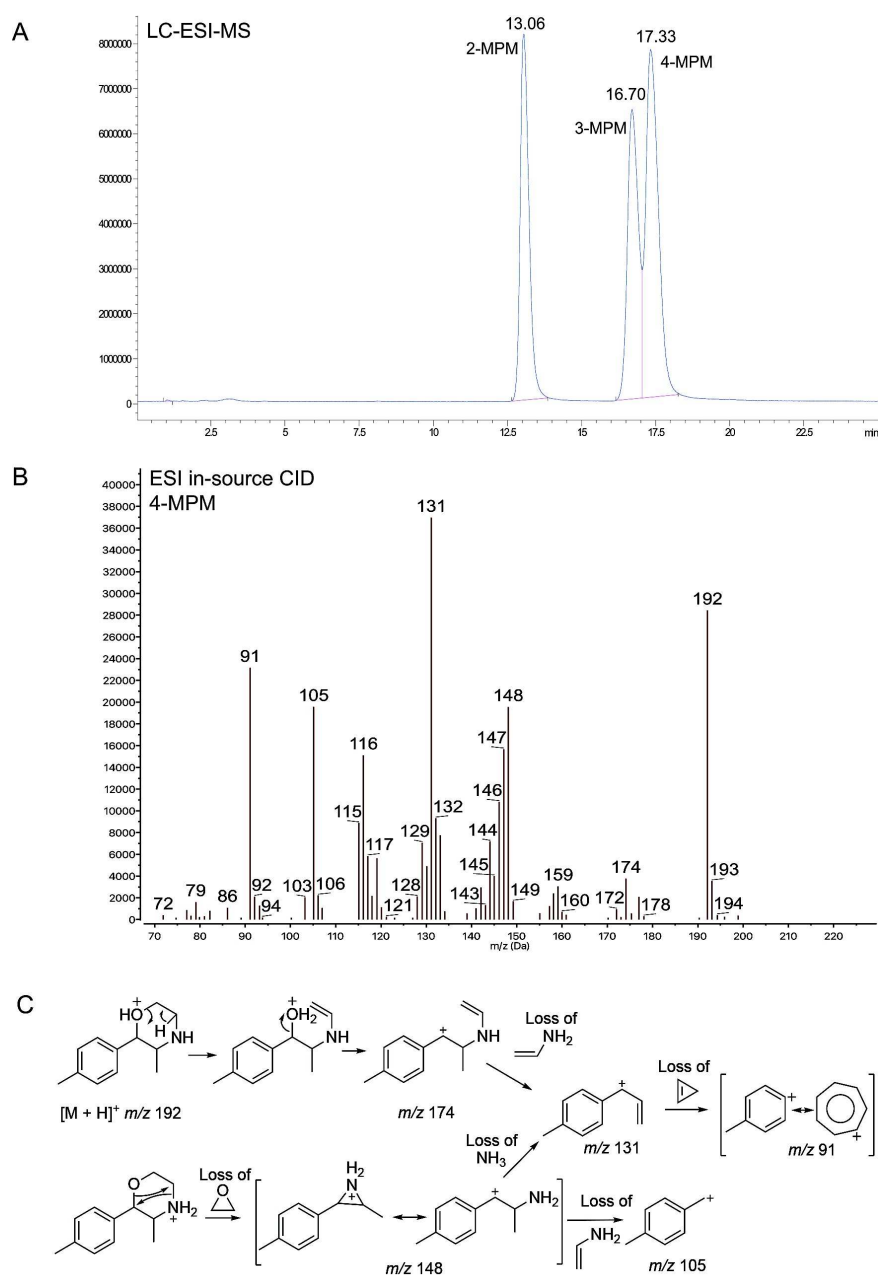 A
LC-ESI-MS
13.06
2-MPM
17.33
4-MPM
16.70
3-MPM
8000000
7000000
6000000
5000000
4000000
3000000
2000000
1000000
0
2.5
5
7.5
10
12.5
15
17.5
20
22.5
min
B
ESI in-source CID
4-MPM
40000
38000
36000
34000
32000
30000
28000
26000
24000
22000
20000
18000
16000
14000
12000
10000
8000
6000
4000
2000
0
131
192
91
105
148
147
116
146
115
132
129
144
117
145
159
174
193
72
79
86
92
94
103
106
121
128
143
149
160
172
178
194
70
80
90
100
110
120
130
140
150
160
170
180
190
200
210
220
m/z (Da)
C
HO
+
H
NH
[M + H]+ m/z 192
+
OH2
NH
+
NH
m/z 174
Loss of
NH2
+
m/z 131
Loss of
+
+
m/z 91
Loss of
NH3
O
NH2
+
Loss of
O
H2
N
+
+
NH2
m/z 148
Loss of
NH2
+
m/z 105